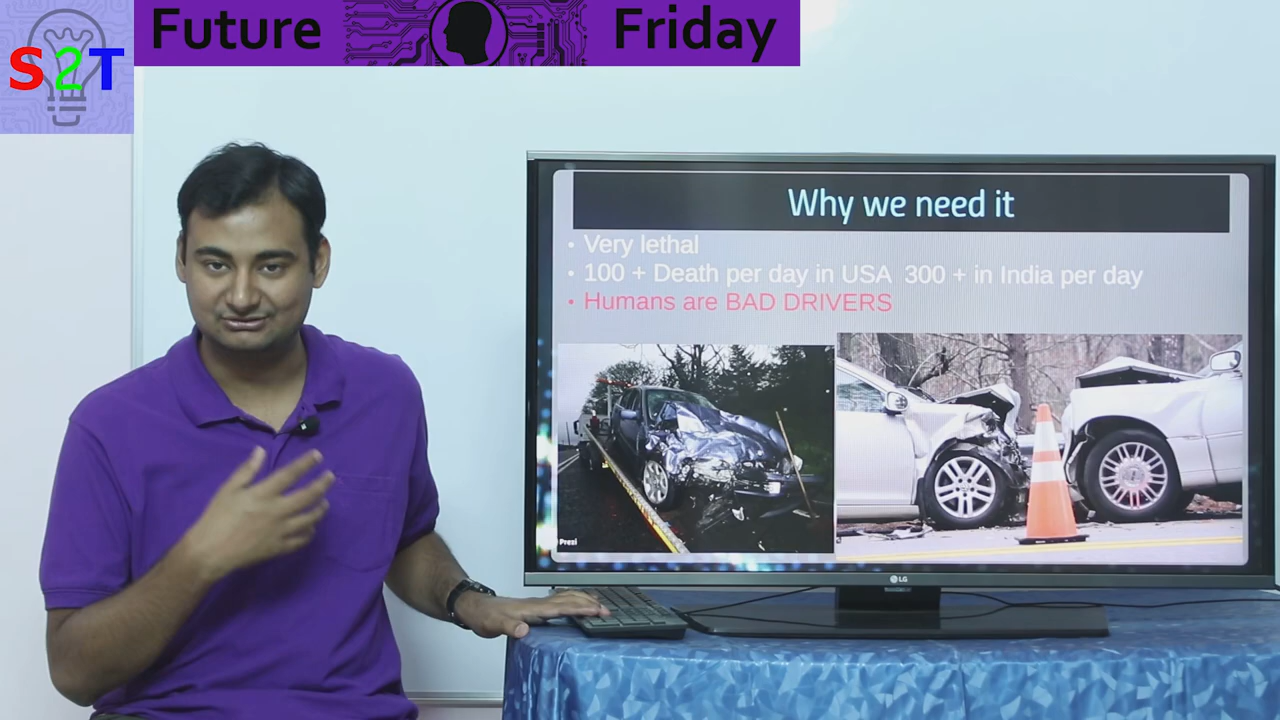 Future Friday
S2T
Why we need it
• Very lethal
• 100 + Death per day in USA 300 + in India per day
• Humans are BAD DRIVERS
Prezi
LG